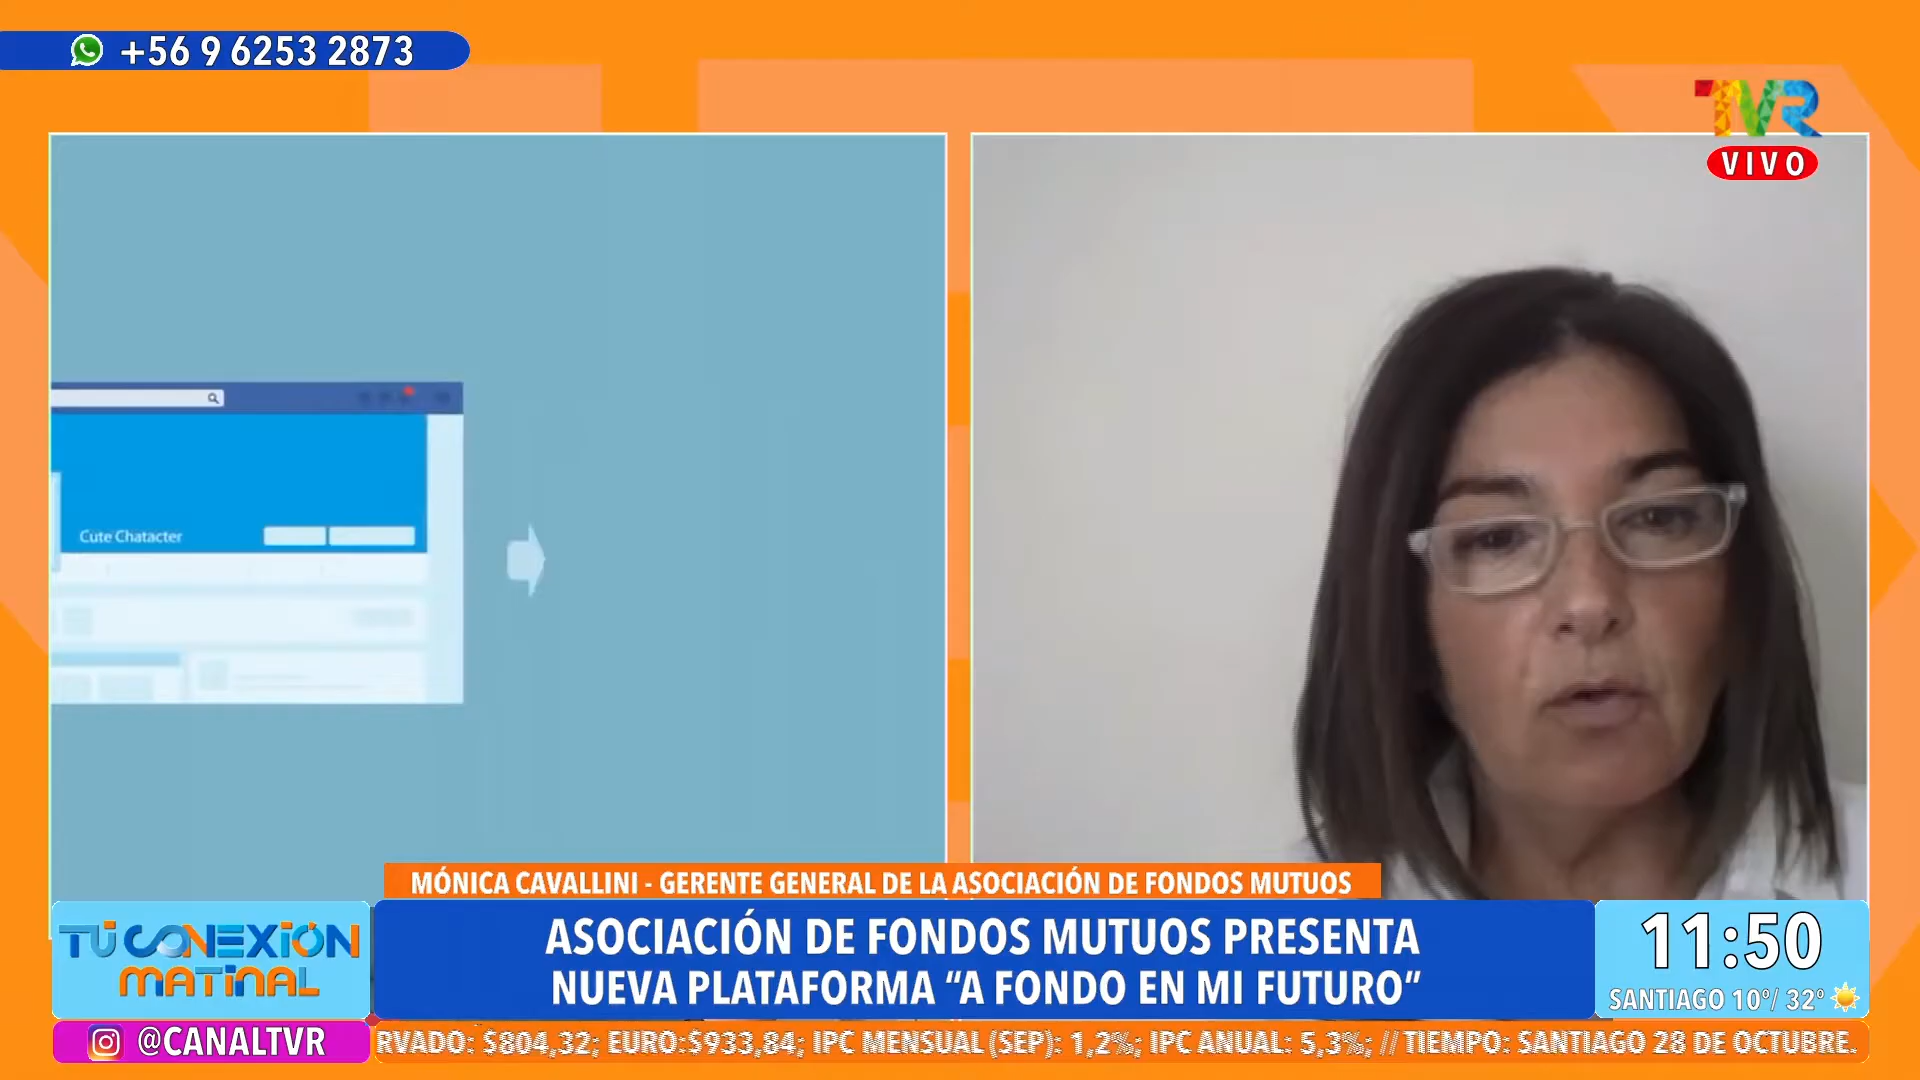 +56 9 6253 2873
TVR
VIVO
Cute Chatacter
MÓNICA CAVALLINI - GERENTE GENERAL DE LA ASOCIACIÓN DE FONDOS MUTUOS
TÚ CONEXIÓN
MATINAL
ASOCIACIÓN DE FONDOS MUTUOS PRESENTA
NUEVA PLATAFORMA “A FONDO EN MI FUTURO”
11:50
SANTIAGO 10º/ 32º
@CANALTVR
RVADO: $804,32; EURO:$933,84; IPC MENSUAL (SEP): 1,2%; IPC ANUAL: 5,3%; // TIEMPO: SANTIAGO 28 DE OCTUBRE.